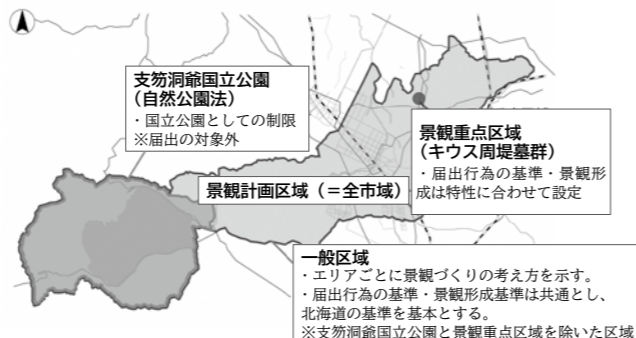 支笏洞爺国立公園
（自然公園法）
・国立公園としての制限
※届出の対象外
景観重点区域
（キウス周堤墓群）
・届出行為の基準・景観形
成は特性に合わせて設定
景観計画区域（＝全市域）
一般区域
・エリアごとに景観づくりの考え方を示す。
・届出行為の基準・景観形成基準は共通とし、
北海道の基準を基本とする。
※支笏洞爺国立公園と景観重点区域を除いた区域